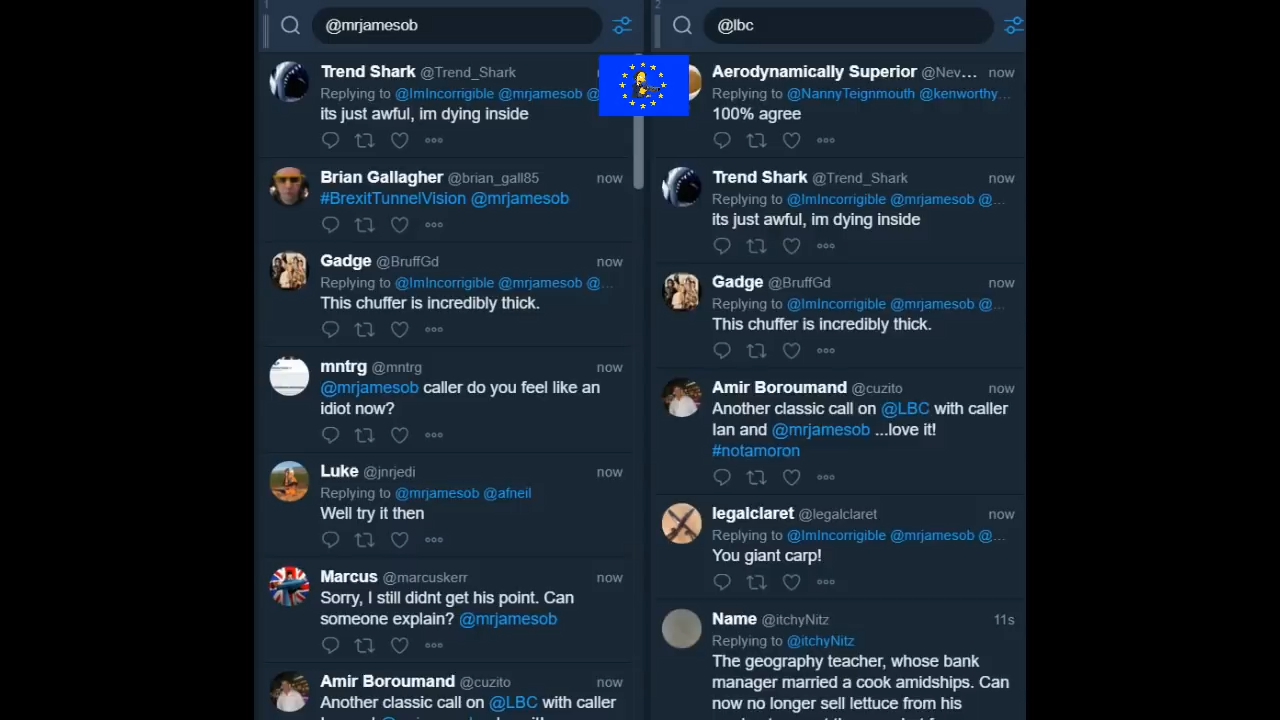 1
@mrjamesob
Trend Shark @Trend_Shark
Replying to @ImIncorrigible @mrjamesob @
its just awful, im dying inside
Brian Gallagher @brian_gall85 now
#BrexitTunnelVision @mrjamesob
Gadge @BruffGd now
Replying to @ImIncorrigible @mrjamesob @...
This chuffer is incredibly thick.
mntrg @mntrg now
@mrjamesob caller do you feel like an
idiot now?
Luke @jnrjedi now
Replying to @mrjamesob @afneil
Well try it then
Marcus @marcuskerr now
Sorry, I still didnt get his point. Can
someone explain? @mrjamesob
Amir Boroumand @cuzito now
Another classic call on @LBC with caller
2
@lbc
Aerodynamically Superior @Nev... now
Replying to @NannyTeignmouth @kenworthy...
100% agree
Trend Shark @Trend_Shark now
Replying to @ImIncorrigible @mrjamesob @...
its just awful, im dying inside
Gadge @BruffGd now
Replying to @ImIncorrigible @mrjamesob @...
This chuffer is incredibly thick.
Amir Boroumand @cuzito now
Another classic call on @LBC with caller
Ian and @mrjamesob ...love it!
#notamoron
legalclaret @legalclaret now
Replying to @ImIncorrigible @mrjamesob @...
You giant carp!
Name @itchyNitz 11s
Replying to @itchyNitz
The geography teacher, whose bank
manager married a cook amidships. Can
now no longer sell lettuce from his